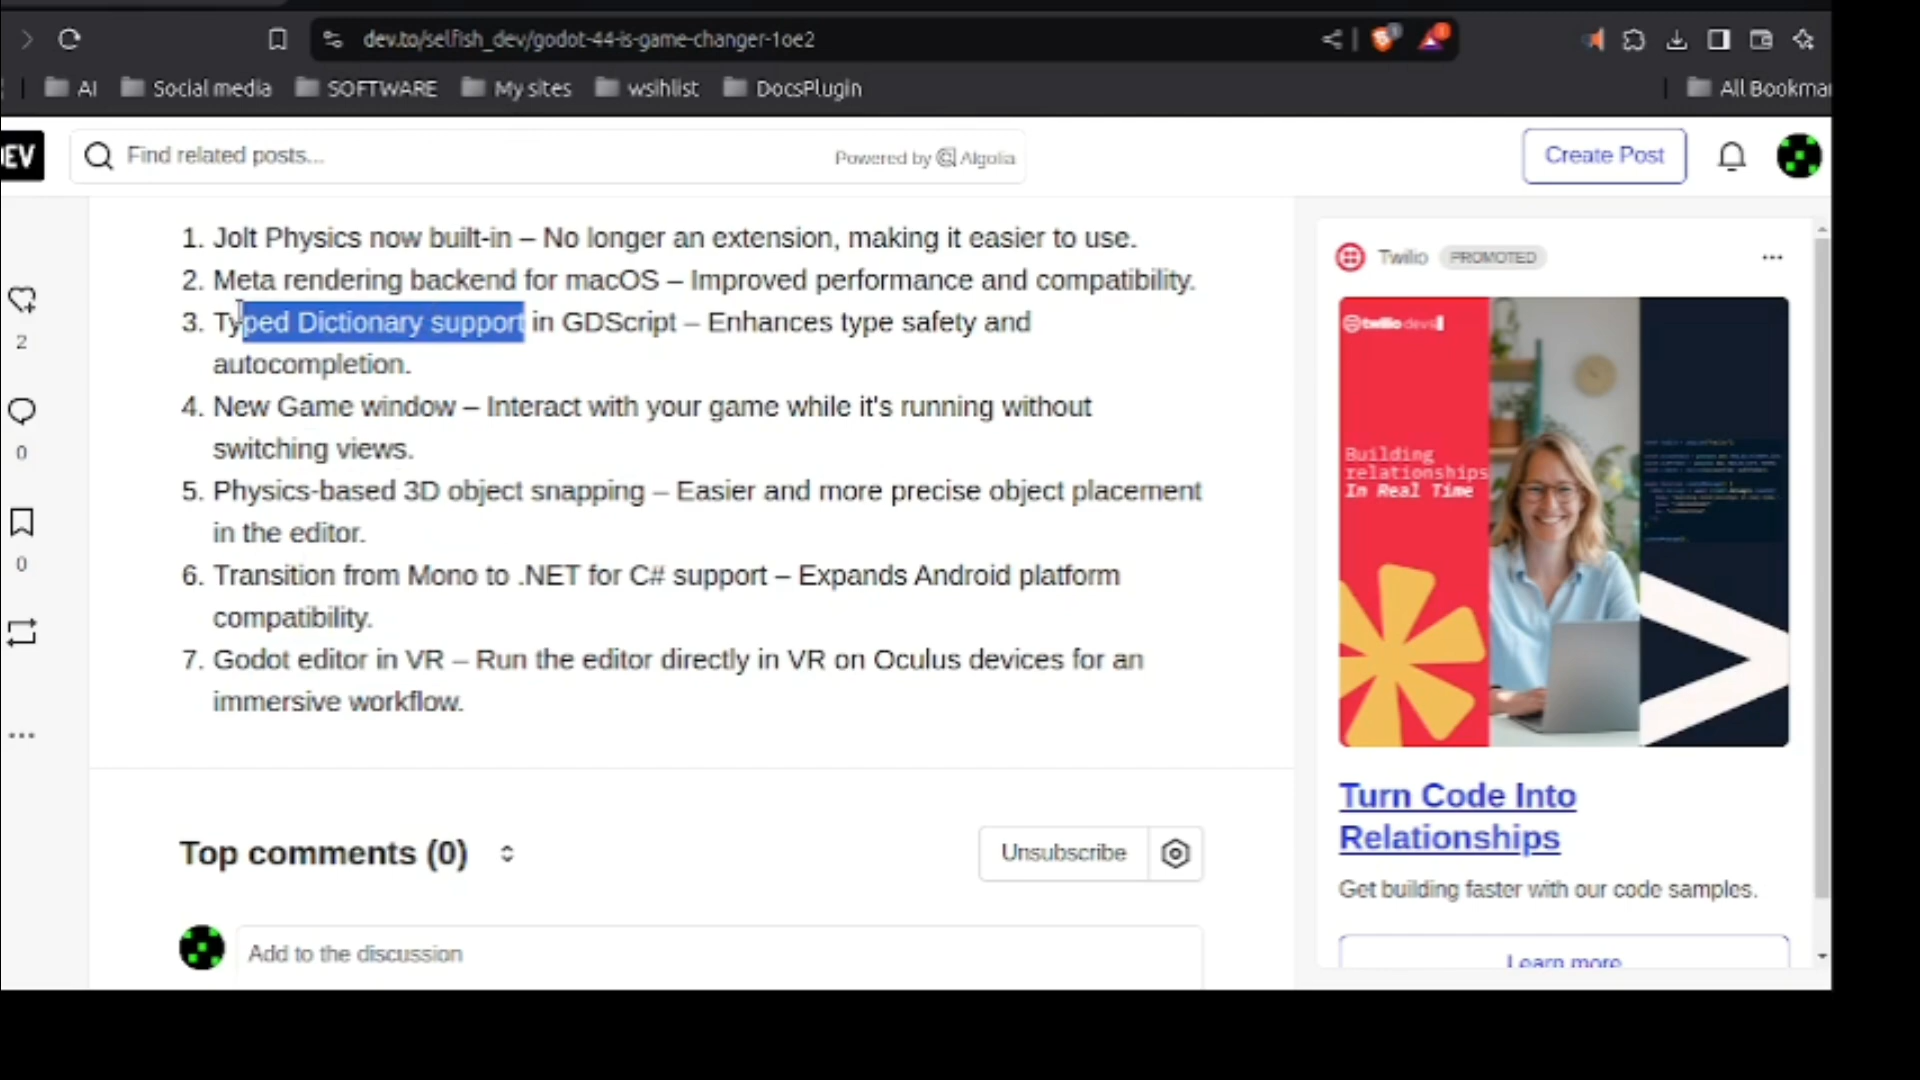 dev.to/selfish_dev/godot-44-is-game-changer-1oe2
AI
Social media
SOFTWARE
My sites
wsihlist
DocsPlugin
All Bookmar
DEV
Find related posts...
Powered by Algolia
Create Post
1. Jolt Physics now built-in – No longer an extension, making it easier to use.
2. Meta rendering backend for macOS – Improved performance and compatibility.
3. Typed Dictionary support in GDScript – Enhances type safety and
autocompletion.
4. New Game window – Interact with your game while it's running without
switching views.
5. Physics-based 3D object snapping – Easier and more precise object placement
in the editor.
6. Transition from Mono to .NET for C# support – Expands Android platform
compatibility.
7. Godot editor in VR – Run the editor directly in VR on Oculus devices for an
immersive workflow.
2
0
0
Top comments (0)
Unsubscribe
Add to the discussion
Twilio
PROMOTED
twilio devs
Building
relationships
In Real Time
Turn Code Into
Relationships
Get building faster with our code samples.
Learn more